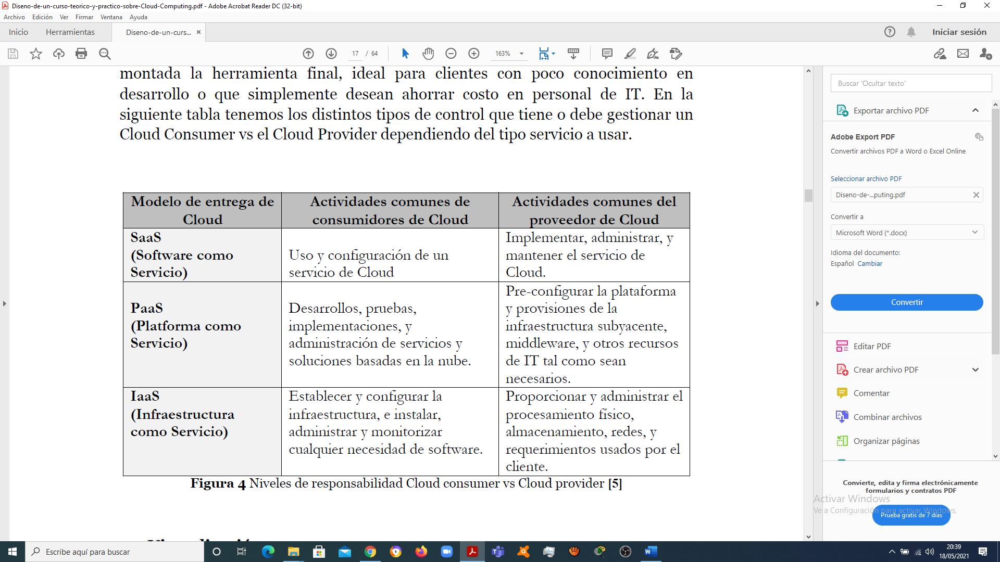 Diseno-de-un-curso-teorico-y-practico-sobre-Cloud-Computing.pdf - Adobe Acrobat Reader DC (32-bit)
Archivo Edición Ver Firmar Ventana Ayuda
Inicio Herramientas Diseno-de-un-curs... Iniciar sesión
17 / 64 163%
montada la herramienta final, ideal para clientes con poco conocimiento en
desarrollo o que simplemente desean ahorrar costo en personal de IT. En la
siguiente tabla tenemos los distintos tipos de control que tiene o debe gestionar un
Cloud Consumer vs el Cloud Provider dependiendo del tipo servicio a usar.
Modelo de entrega de
Cloud
Actividades comunes de
consumidores de Cloud
Actividades comunes del
proveedor de Cloud
SaaS
(Software como
Servicio)
Uso y configuración de un
servicio de Cloud
Implementar, administrar, y
mantener el servicio de
Cloud.
PaaS
(Platforma como
Servicio)
Desarrollos, pruebas,
implementaciones, y
administración de servicios y
soluciones basadas en la nube.
Pre-configurar la plataforma
y provisiones de la
infraestructura subyacente,
middleware, y otros recursos
de IT tal como sean
necesarios.
IaaS
(Infraestructura
como Servicio)
Establecer y configurar la
infraestructura, e instalar,
administrar y monitorizar
cualquier necesidad de software.
Proporcionar y administrar el
procesamiento físico,
almacenamiento, redes, y
requerimientos usados por el
cliente.
Figura 4 Niveles de responsabilidad Cloud consumer vs Cloud provider [5]
Buscar 'Ocultar texto'
Exportar archivo PDF
Adobe Export PDF
Convertir archivos PDF a Word o Excel Online
Seleccionar archivo PDF
Diseno-de-...puting.pdf
Convertir a
Microsoft Word (*.docx)
Idioma del documento:
Español Cambiar
Convertir
Editar PDF
Crear archivo PDF
Comentar
Combinar archivos
Organizar páginas
Convierte, edita y firma electrónicamente
formularios y contratos PDF
Activar Windows
Ve a Configuración para activar Windows.
Prueba gratis de 7 días
Escribe aquí para buscar
20:39
18/05/2021